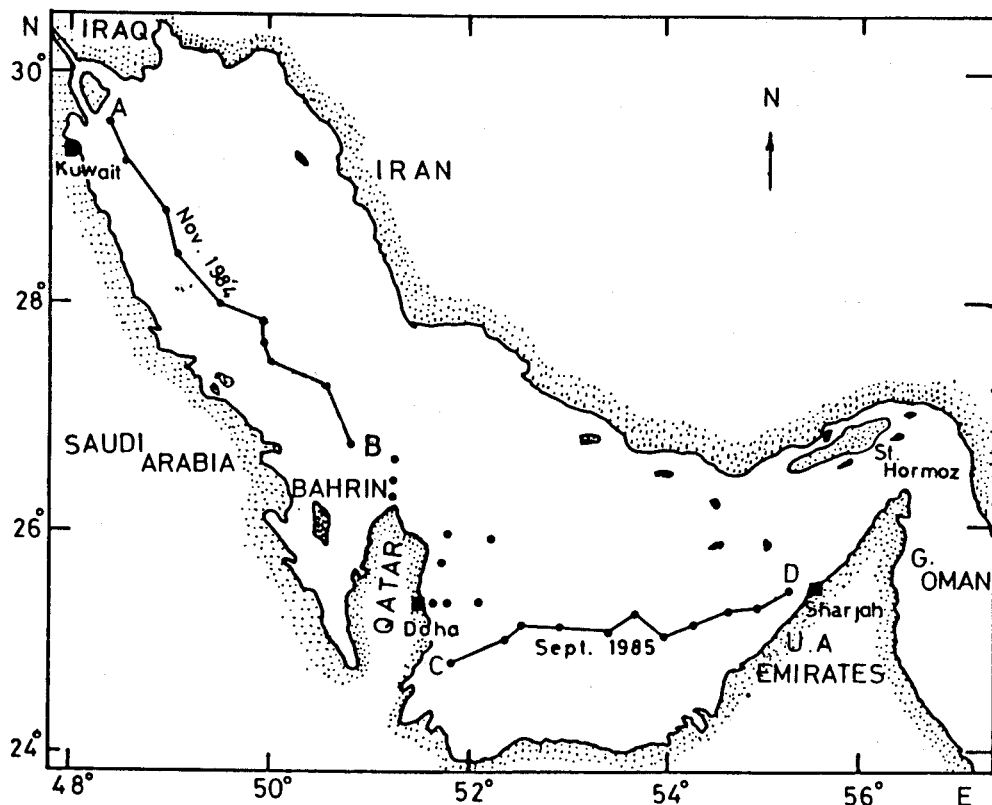 N
IRAQ
30°
A
N
Kuwait
IRAN
Nov. 1984
28°
SAUDI
ARABIA
B
BAHRIN
St.
Hormoz
26°
QATAR
D
G.
OMAN
Doha
Sharjah
Sept. 1985
C
U.A
EMIRATES
24°
48°
50°
52°
54°
56°
E